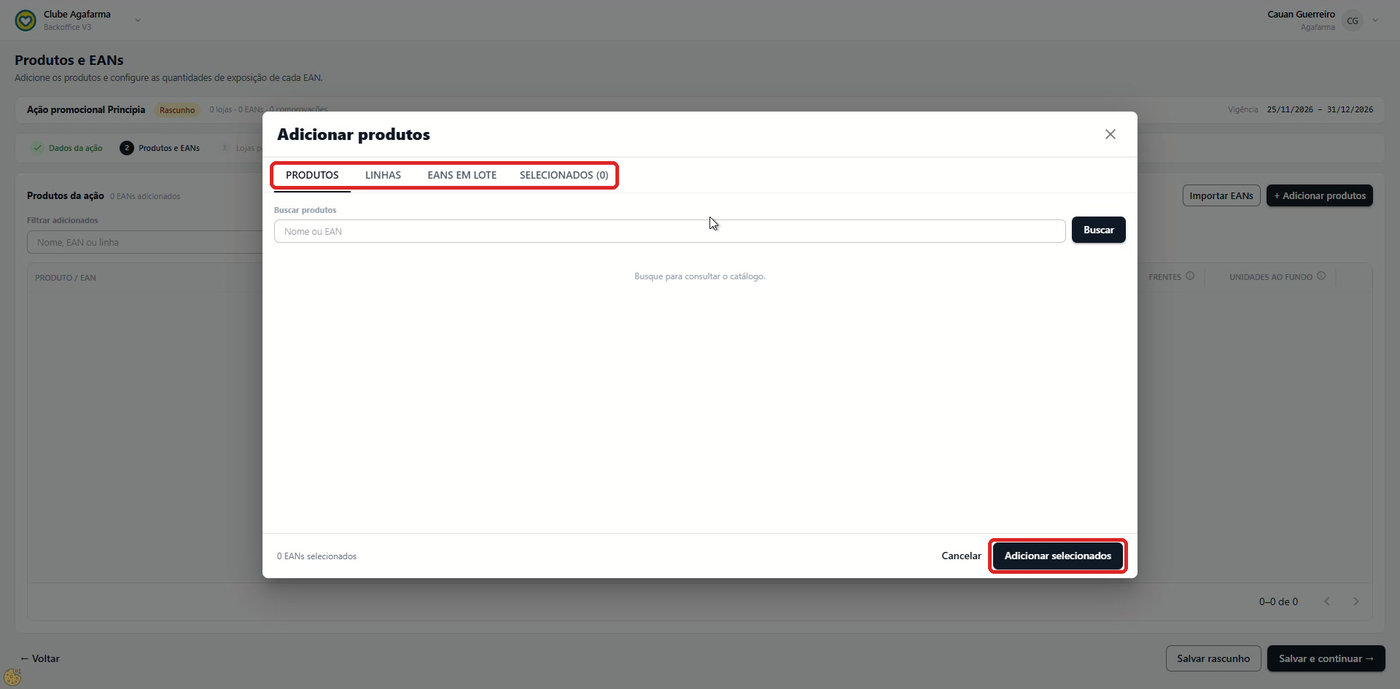 Clube Agafarma
Backoffice V3
Cauan Guerreiro
Agafarma
CG
Produtos e EANs
Adicione os produtos e configure as quantidades de exposição de cada EAN.
Ação promocional Principia
Rascunho
0 lojas · 0 EANs · 0 comprovações
Vigência
25/11/2026 – 31/12/2026
Dados da ação
2
Produtos e EANs
3
Lojas
Produtos da ação
0 EANs adicionados
Importar EANs
+ Adicionar produtos
Filtrar adicionados
Nome, EAN ou linha
PRODUTO / EAN
FRENTES
UNIDADES AO FUNDO
Adicionar produtos
PRODUTOS
LINHAS
EANS EM LOTE
SELECIONADOS (0)
Buscar produtos
Nome ou EAN
Buscar
Busque para consultar o catálogo.
0 EANs selecionados
Cancelar
Adicionar selecionados
0–0 de 0
← Voltar
Salvar rascunho
Salvar e continuar →